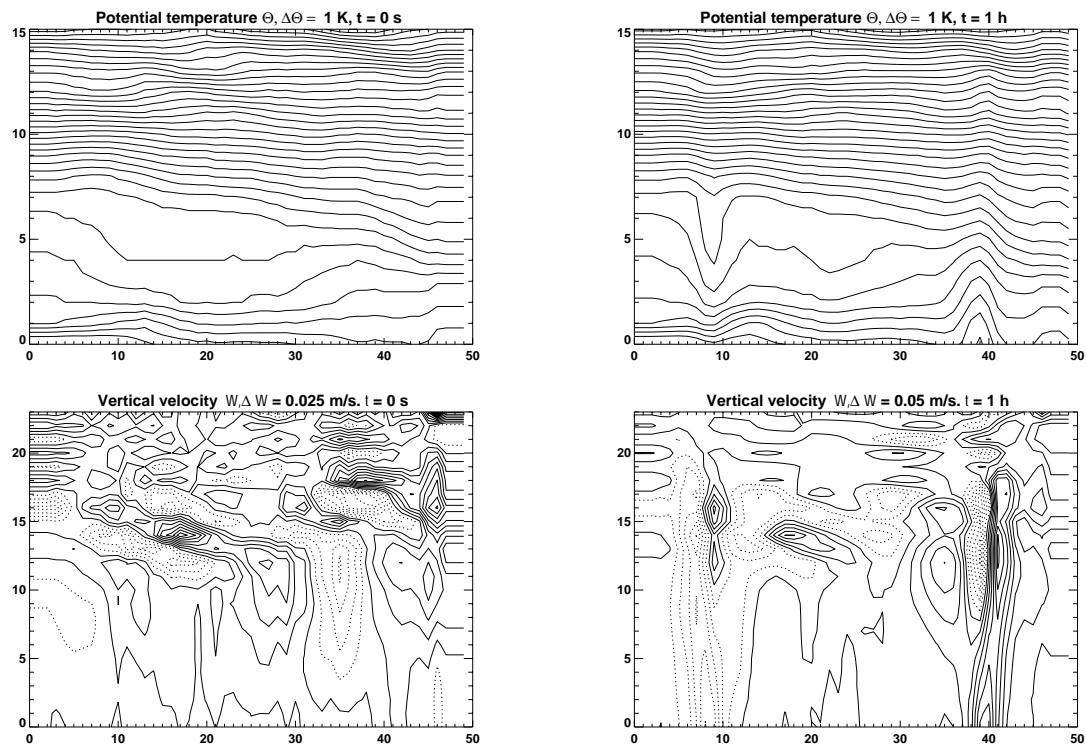 Potential temperature Θ, ΔΘ = 1 K, t = 0 s
15
10
5
0
0 10 20 30 40 50
Potential temperature Θ, ΔΘ = 1 K, t = 1 h
15
10
5
0
0 10 20 30 40 50
Vertical velocity W, Δ W = 0.025 m/s. t = 0 s
20
15
10
5
0
0 10 20 30 40 50
Vertical velocity W, Δ W = 0.05 m/s. t = 1 h
20
15
10
5
0
0 10 20 30 40 50